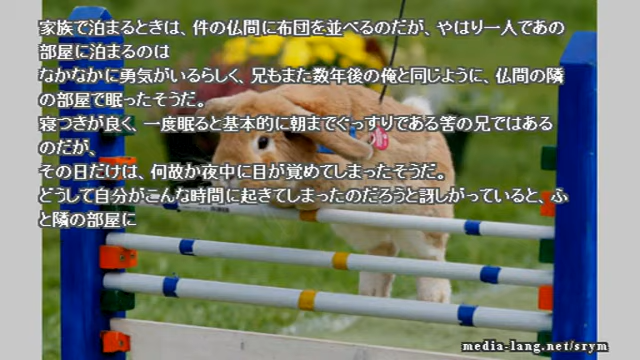 家族で泊まるときは、件の仏間に布団を並べるのだが、やはり一人であの
部屋に泊まるのは
なかなかに勇気がいるらしく、兄もまた数年後の俺と同じように、仏間の隣
の部屋で眠ったそうだ。
寝つきが良く、一度眠ると基本的に朝までぐっすりである筈の兄ではある
のだが、
その日だけは、何故か夜中に目が覚めてしまったそうだ。
どうして自分がこんな時間に起きてしまったのだろうと訝しがっていると、ふ
と隣の部屋に
media-lang.net/srym